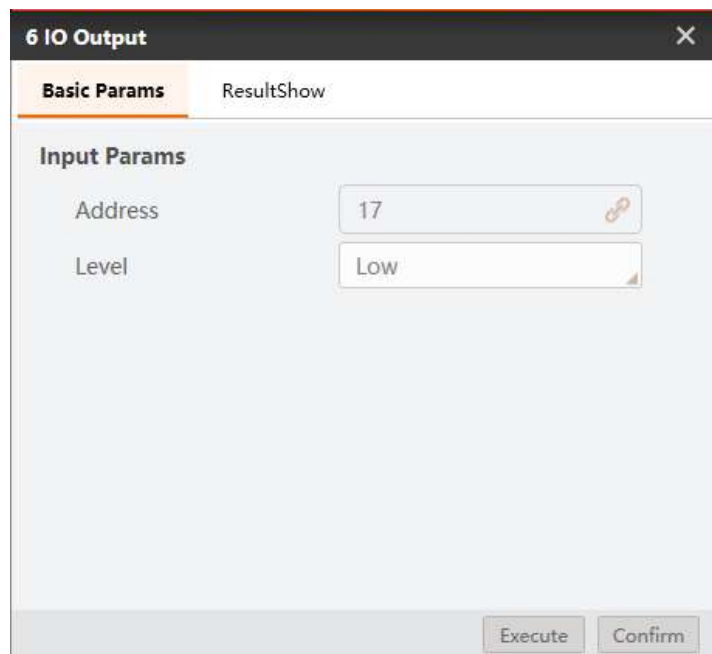 6 IO Output
Basic Params ResultShow
Input Params
Address 17
Level Low
Execute Confirm